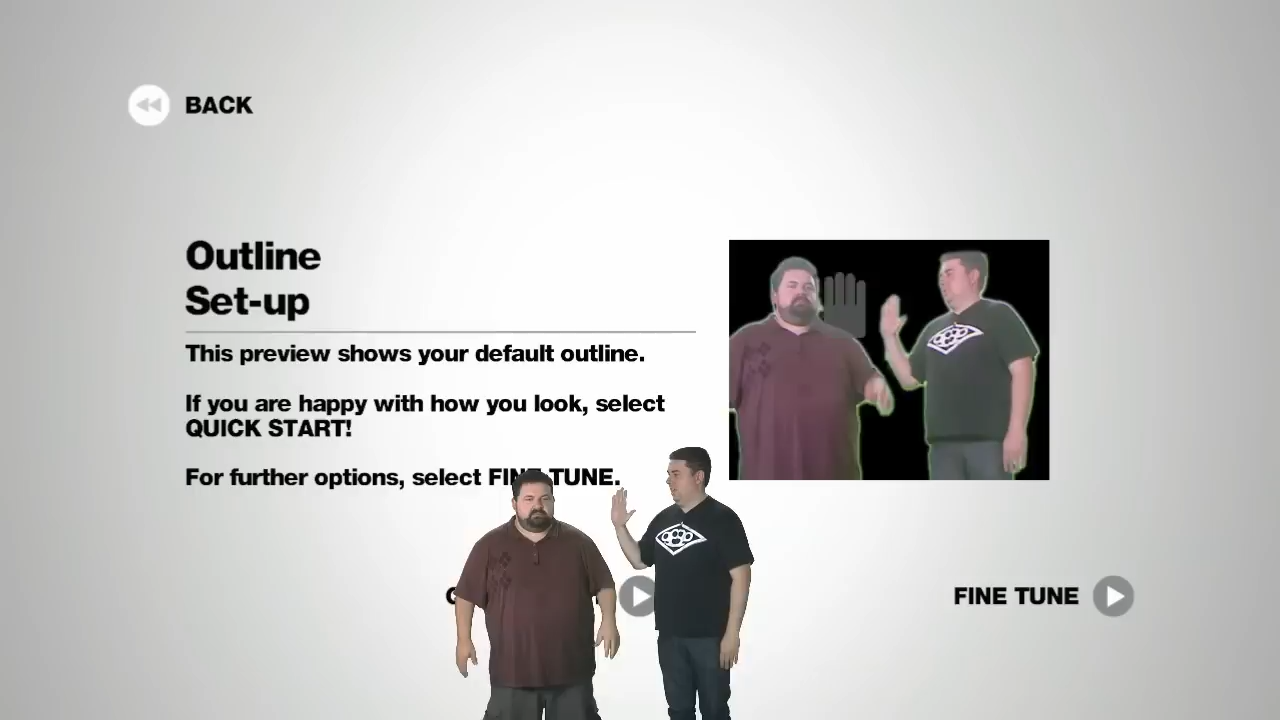 BACK
Outline
Set-up
This preview shows your default outline.
If you are happy with how you look, select
QUICK START!
For further options, select FINE TUNE.
FINE TUNE